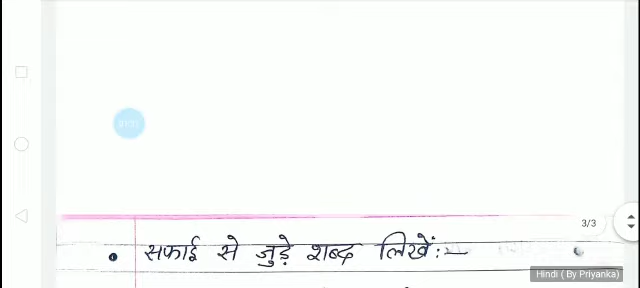 3/3
• सफाई से जुड़े शब्द लिखें:-
Hindi ( By Priyanka)